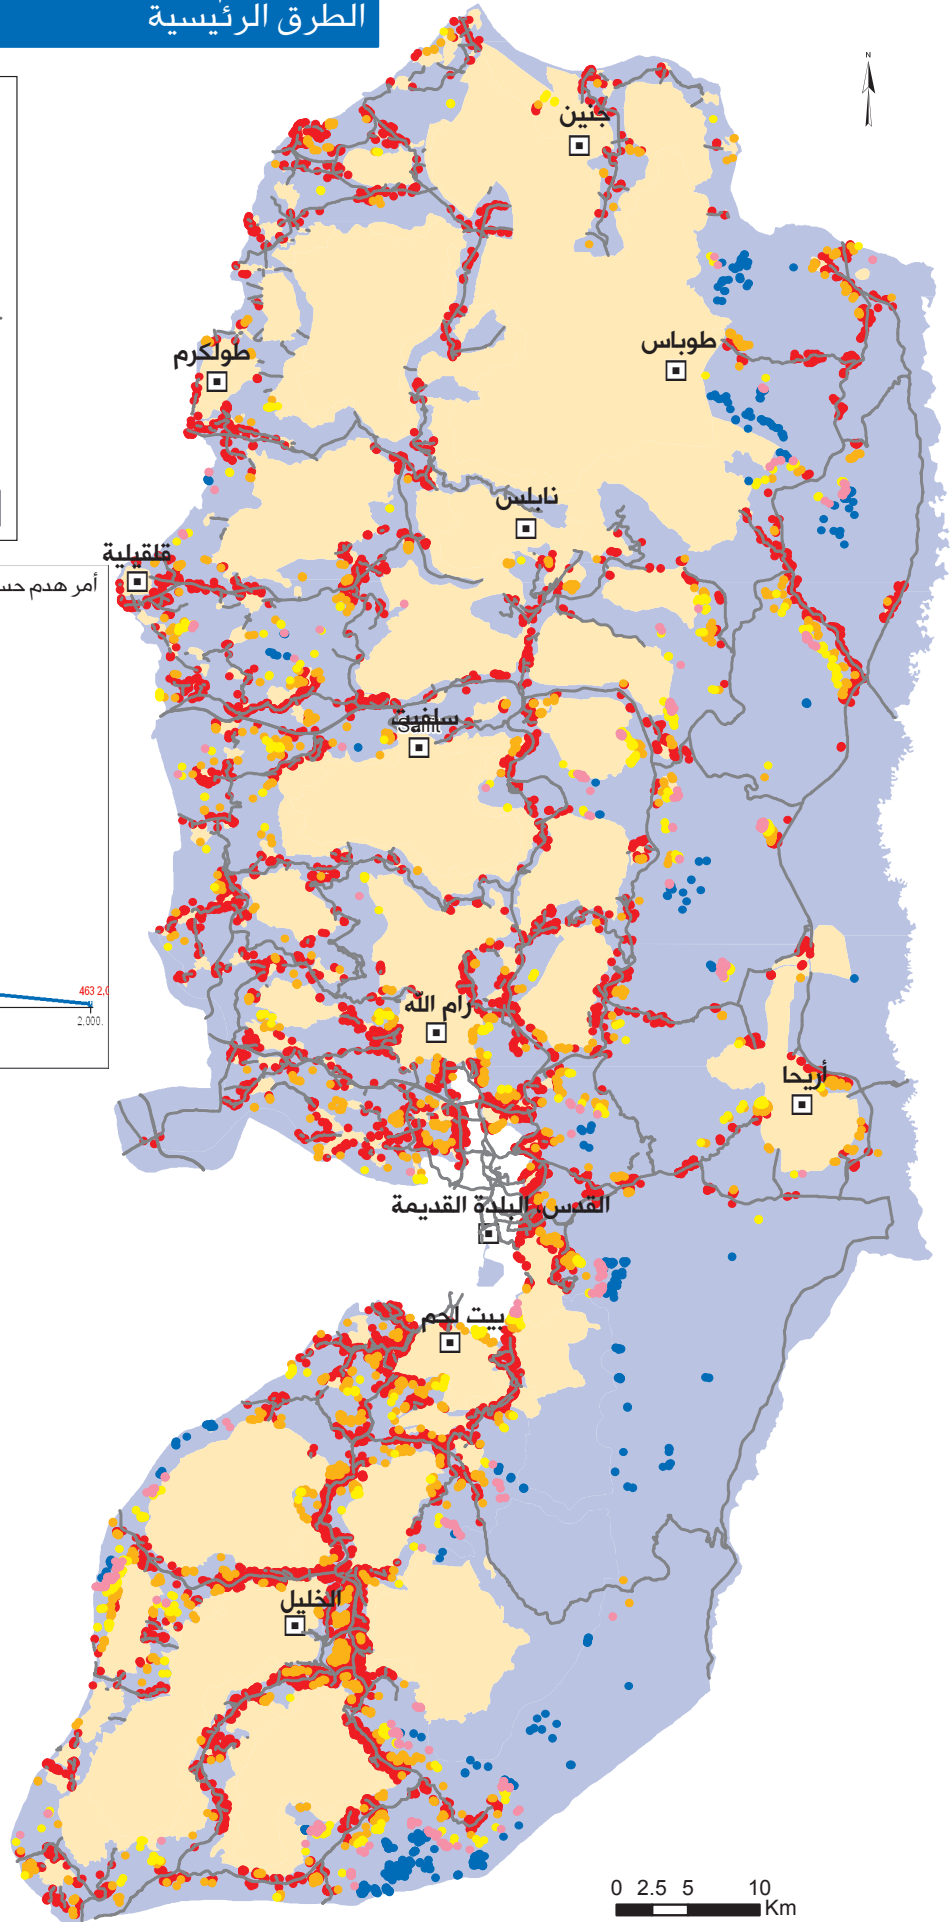 الطرق الرئيسية
N
جنين
طولكرم
طوباس
نابلس
قلقيلية
أمر هدم حس
سلفيت
Salfit
463 2,0
2,000.
رام الله
أريحا
القدس، البلدة القديمة
بيت لحم
الخليل
0 2.5 5 10
Km